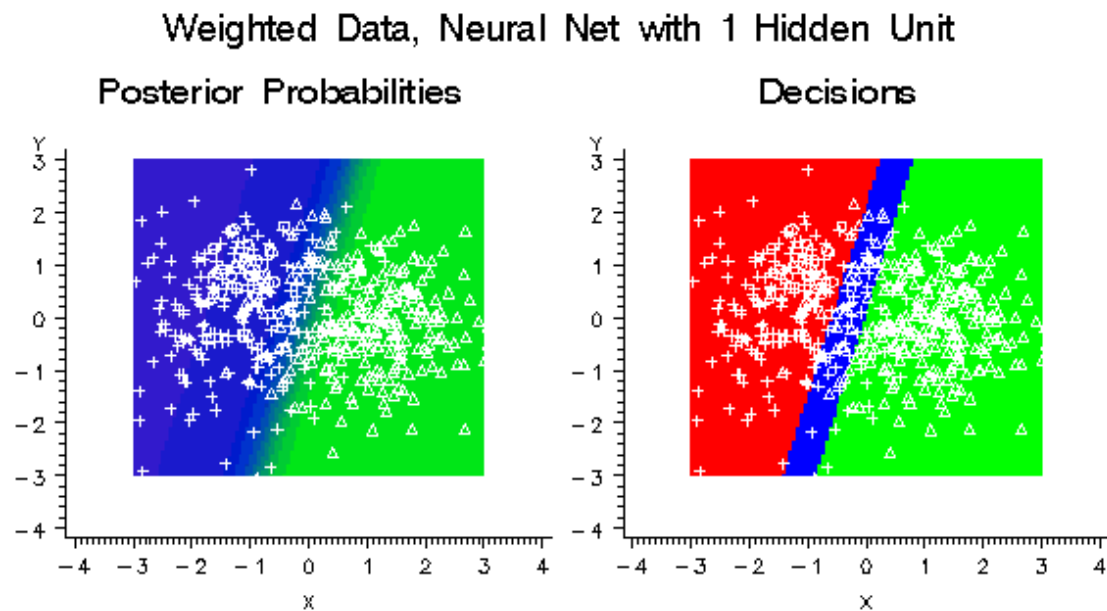 Weighted Data, Neural Net with 1 Hidden Unit
Posterior Probabilities
Decisions
Y
3
2
1
0
-1
-2
-3
-4
-4 -3 -2 -1 0 1 2 3 4
X
Y
3
2
1
0
-1
-2
-3
-4
-4 -3 -2 -1 0 1 2 3 4
X